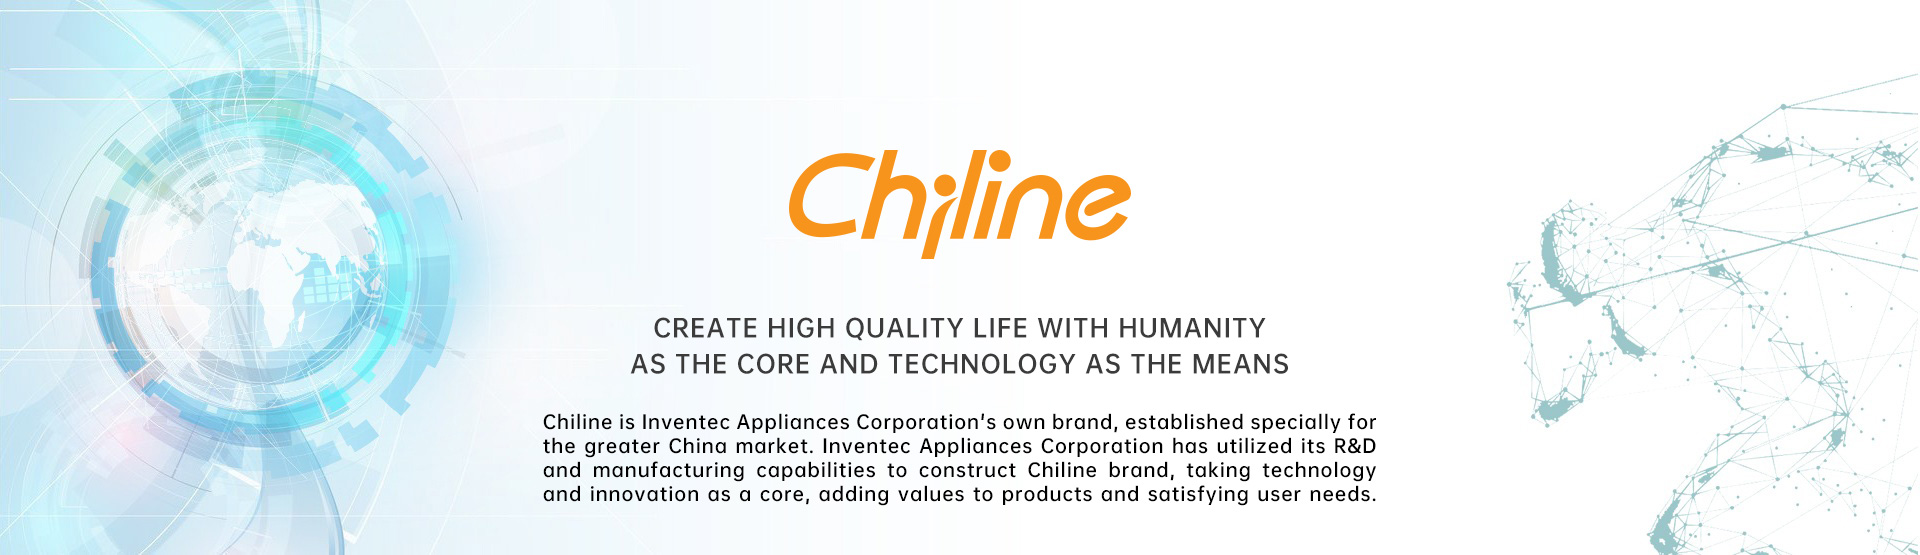 Chiline
CREATE HIGH QUALITY LIFE WITH HUMANITY
AS THE CORE AND TECHNOLOGY AS THE MEANS
Chiline is Inventec Appliances Corporation's own brand, established specially for
the greater China market. Inventec Appliances Corporation has utilized its R&D
and manufacturing capabilities to construct Chiline brand, taking technology
and innovation as a core, adding values to products and satisfying user needs.